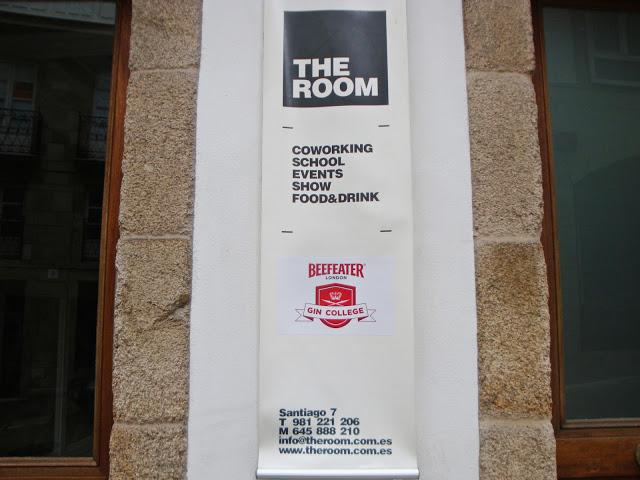 THE
ROOM
COWORKING
SCHOOL
EVENTS
SHOW
FOOD&DRINK
BEEFEATER
LONDON
GIN COLLEGE
Santiago 7
T 981 221 206
M 645 888 210
info@theroom.com.es
www.theroom.com.es